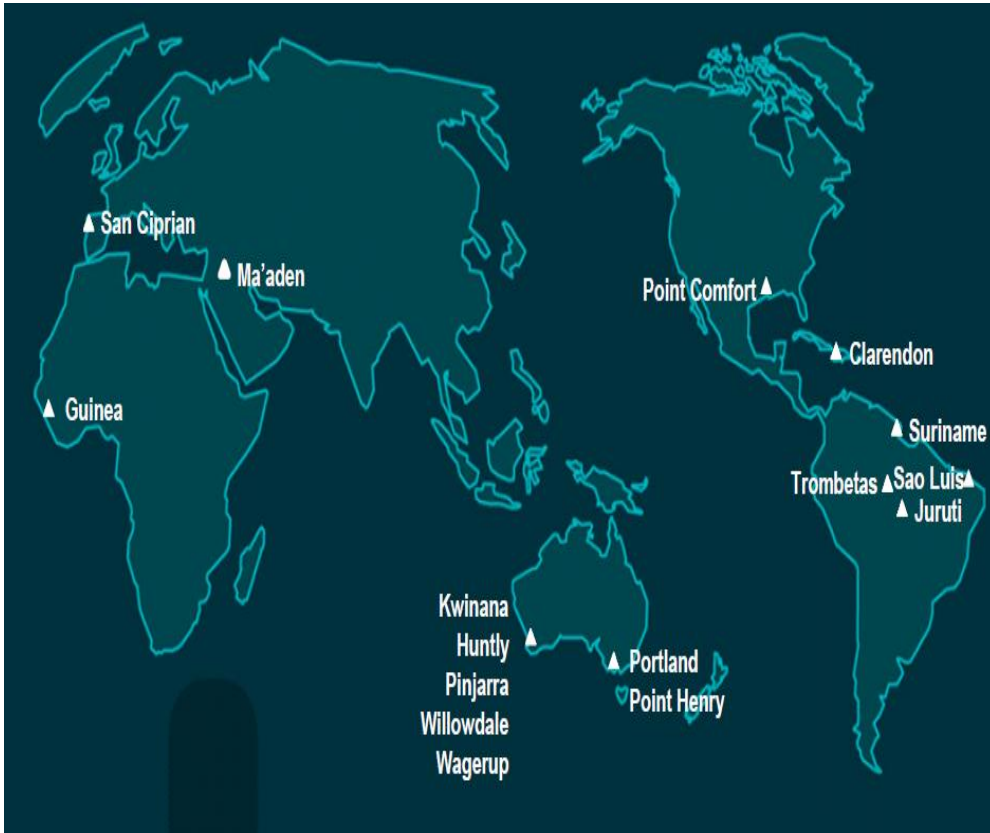 San Ciprian
Ma'aden
Point Comfort
Clarendon
Guinea
Suriname
Trombetas
Sao Luis
Juruti
Kwinana
Huntly
Pinjarra
Willowdale
Wagerup
Portland
Point Henry